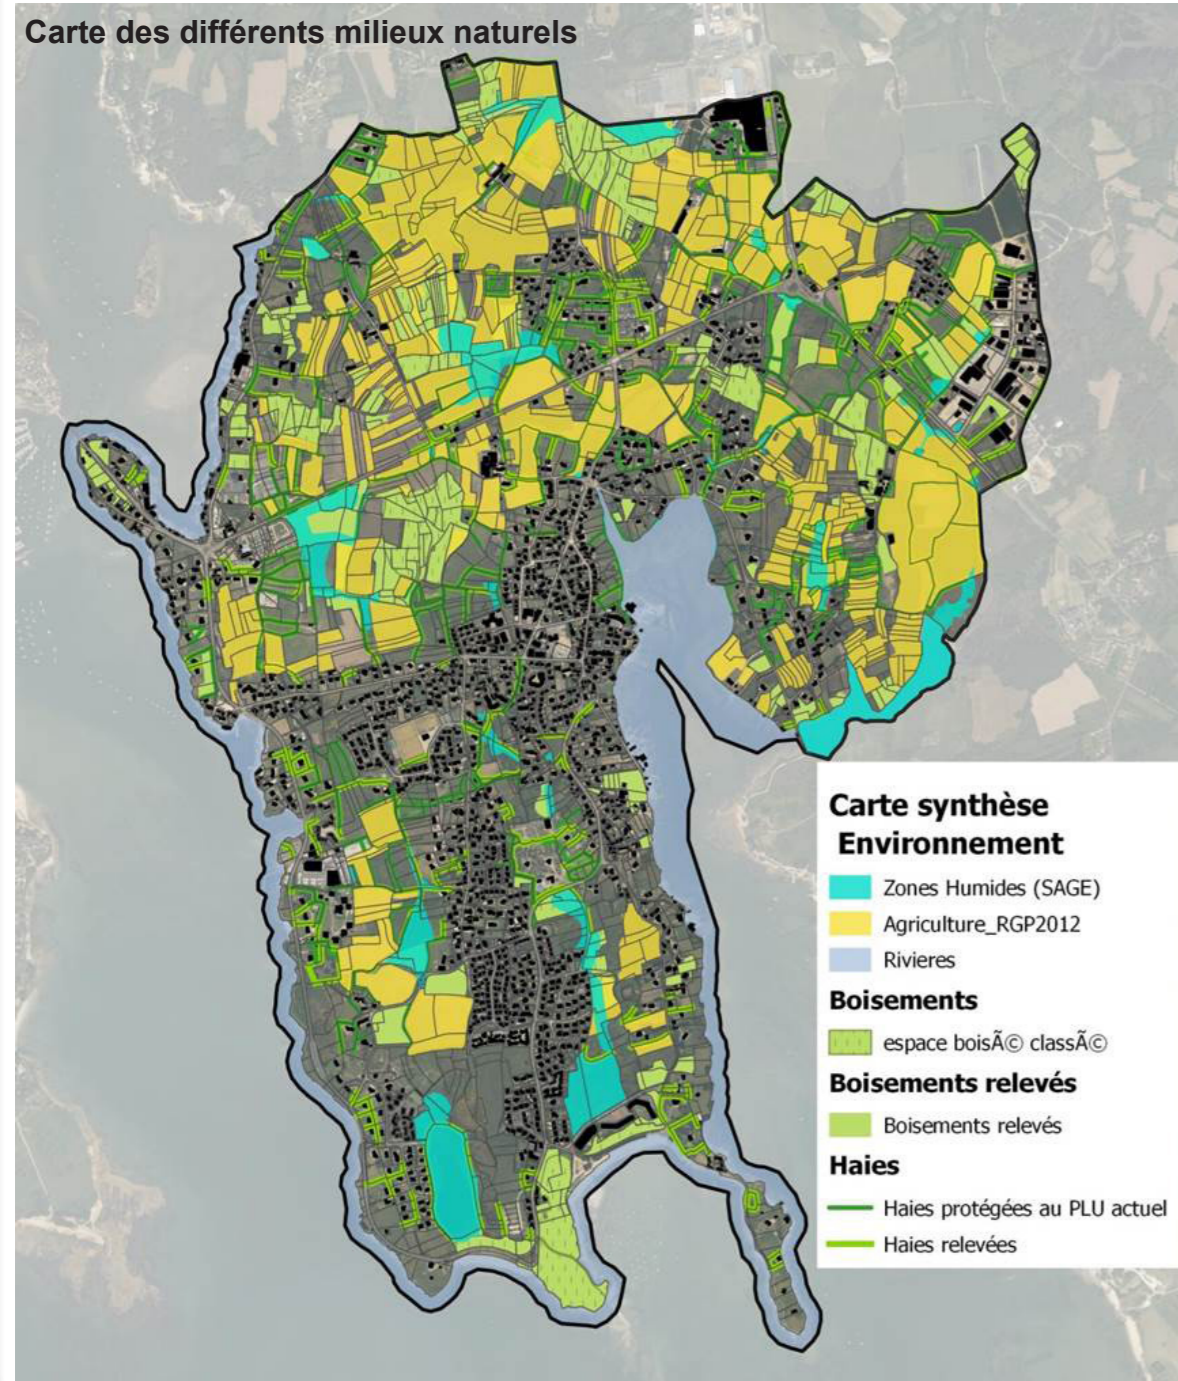 Carte des différents milieux naturels
Carte synthèse
Environnement
Zones Humides (SAGE)
Agriculture_RGP2012
Rivieres
Boisements
espace boisÃ© classÃ©
Boisements relevés
Boisements relevés
Haies
Haies protégées au PLU actuel
Haies relevées